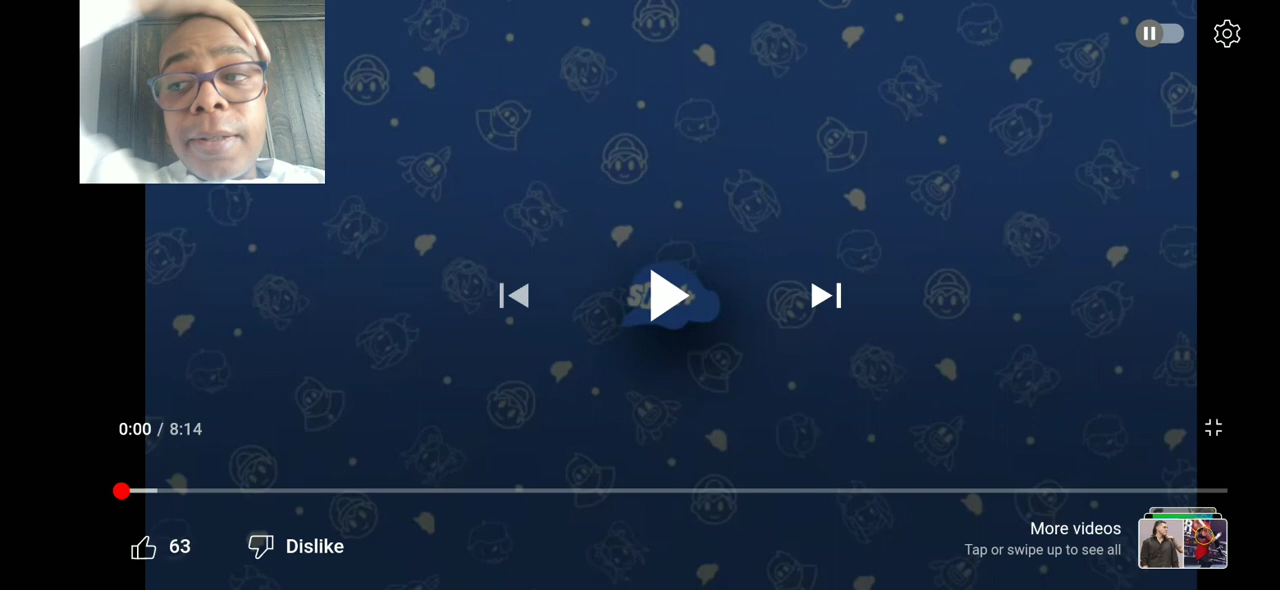 0:00 / 8:14
63
Dislike
More videos
Tap or swipe up to see all